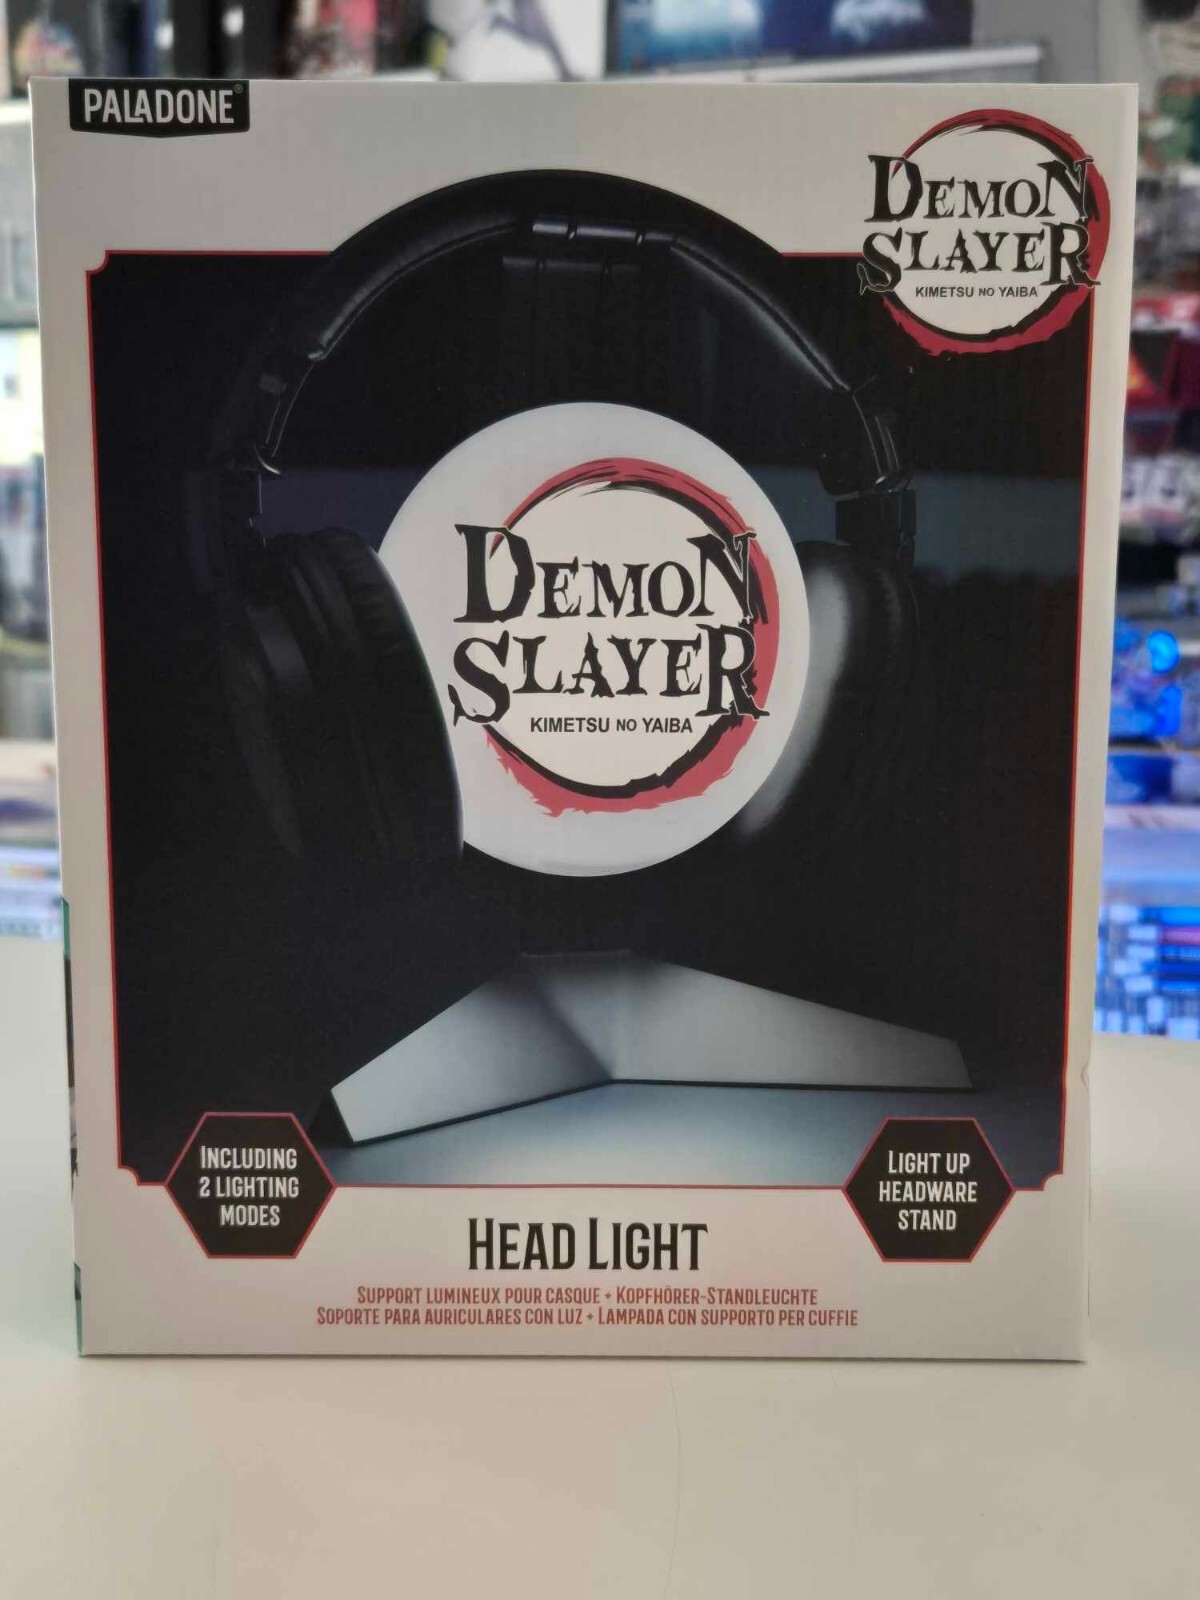 PALADONE®
DEMON
SLAYER
KIMETSU NO YAIBA
DEMON
SLAYER
KIMETSU NO YAIBA
INCLUDING
2 LIGHTING
MODES
LIGHT UP
HEADWARE
STAND
HEAD LIGHT
SUPPORT LUMINEUX POUR CASQUE • KOPFHÖRER-STANDLEUCHTE
SOPORTE PARA AURICULARES CON LUZ • LAMPADA CON SUPPORTO PER CUFFIE